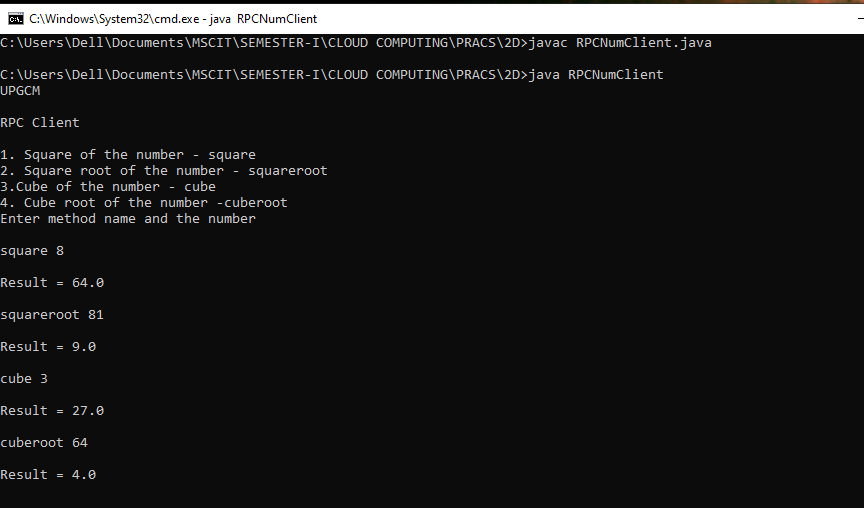 C:\Windows\System32\cmd.exe - java RPCNumClient
C:\Users\Dell\Documents\MSCIT\SEMESTER-I\CLOUD COMPUTING\PRACS\2D>javac RPCNumClient.java
C:\Users\Dell\Documents\MSCIT\SEMESTER-I\CLOUD COMPUTING\PRACS\2D>java RPCNumClient
UPGCM
RPC Client
1. Square of the number - square
2. Square root of the number - squareroot
3.Cube of the number - cube
4. Cube root of the number -cuberoot
Enter method name and the number
square 8
Result = 64.0
squareroot 81
Result = 9.0
cube 3
Result = 27.0
cuberoot 64
Result = 4.0